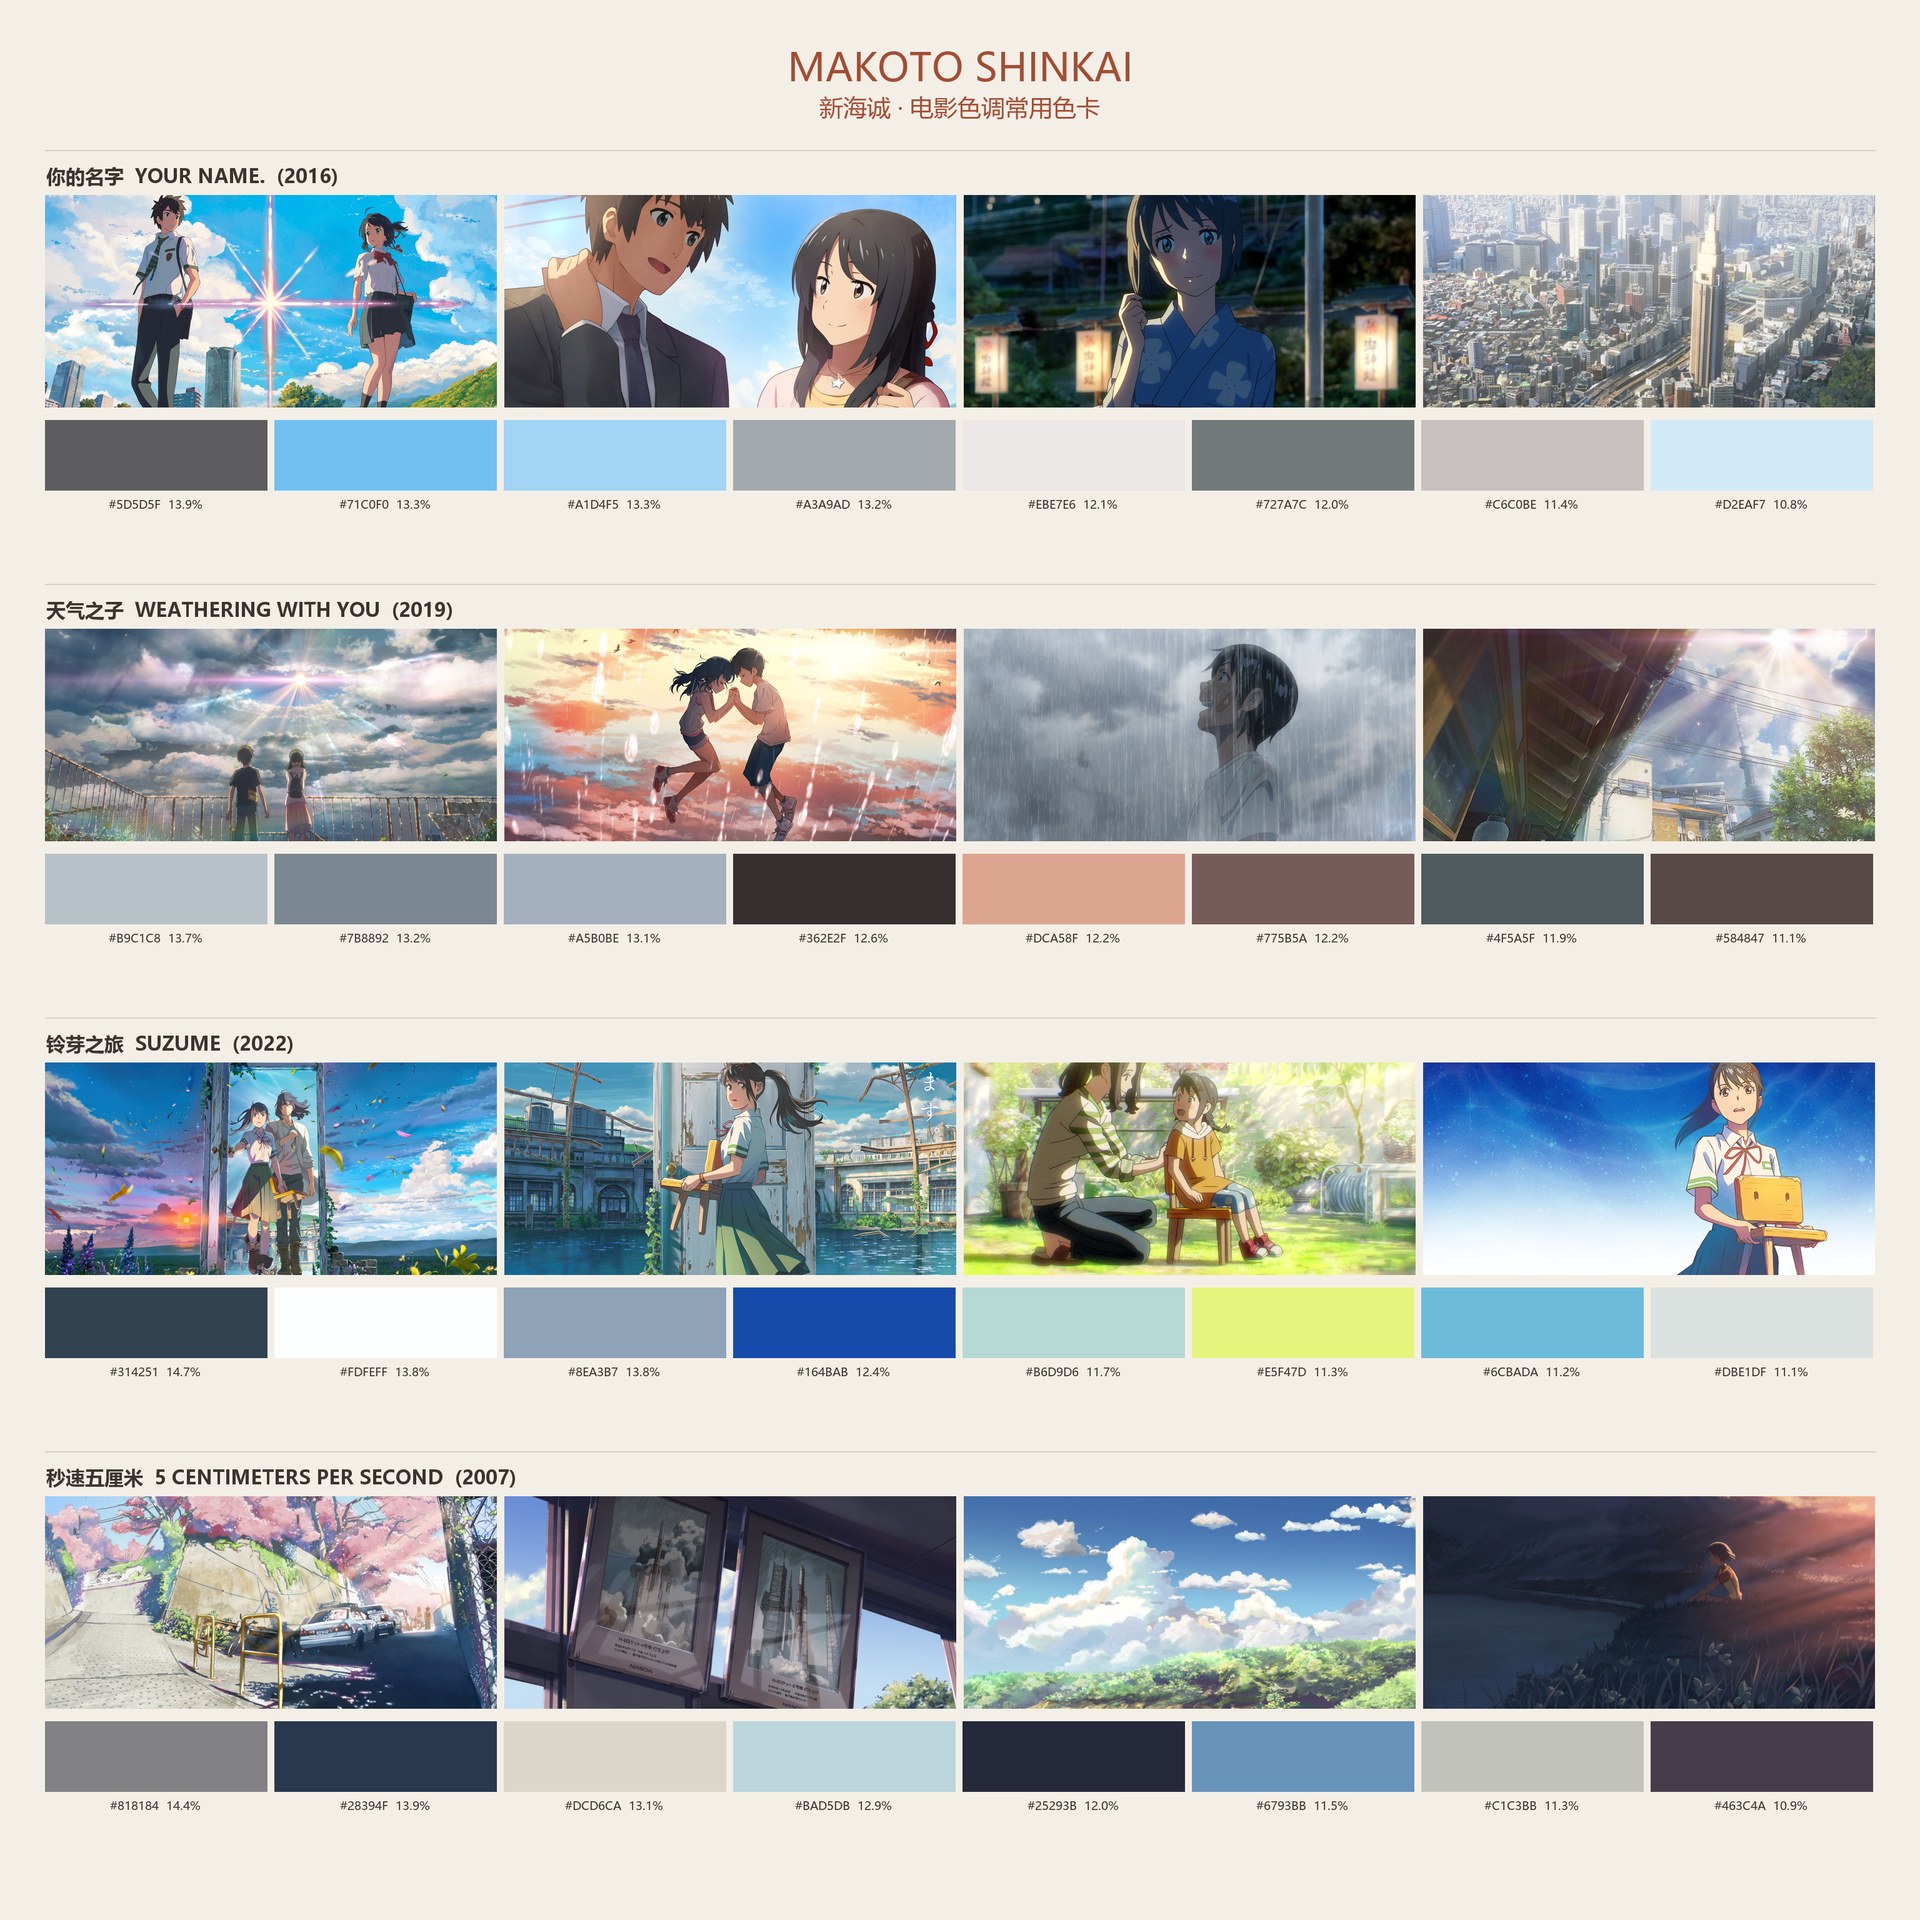 MAKOTO SHINKAI
新海诚 · 电影色调常用色卡
你的名字 YOUR NAME. (2016)
#5D5D5F 13.9%
#71C0F0 13.3%
#A1D4F5 13.3%
#A3A9AD 13.2%
#EBE7E6 12.1%
#727A7C 12.0%
#C6C0BE 11.4%
#D2EAF7 10.8%
天气之子 WEATHERING WITH YOU (2019)
#B9C1C8 13.7%
#7B8892 13.2%
#A5B0BE 13.1%
#362E2F 12.6%
#DCA58F 12.2%
#775B5A 12.2%
#4F5A5F 11.9%
#584847 11.1%
铃芽之旅 SUZUME (2022)
ます。
#314251 14.7%
#FDFEFF 13.8%
#8EA3B7 13.8%
#164BAB 12.4%
#B6D9D6 11.7%
#E5F47D 11.3%
#6CBADA 11.2%
#DBE1DF 11.1%
秒速五厘米 5 CENTIMETERS PER SECOND (2007)
#818184 14.4%
#28394F 13.9%
#DCD6CA 13.1%
#BAD5DB 12.9%
#25293B 12.0%
#6793BB 11.5%
#C1C3BB 11.3%
#463C4A 10.9%